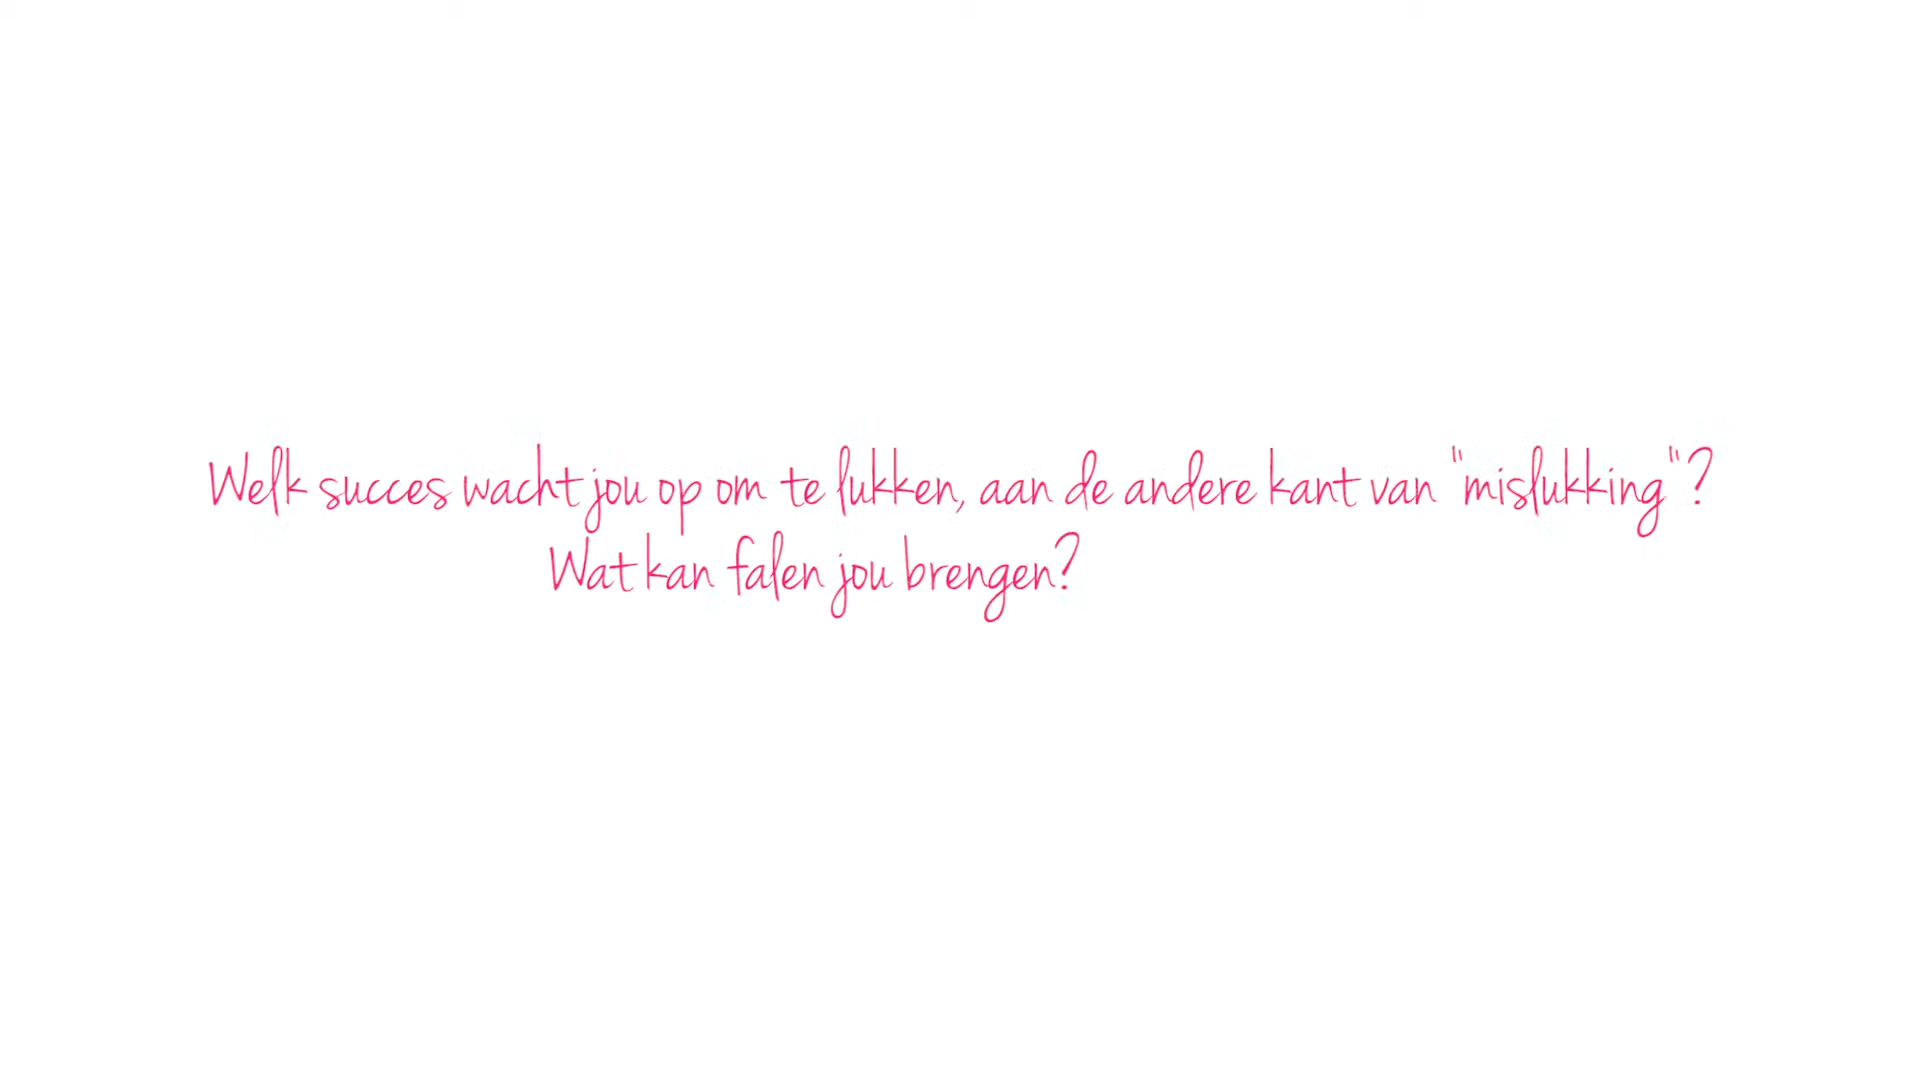 Welk succes wacht jou op om te lukken, aan de andere kant van "mislukking"?
Wat kan falen jou brengen?